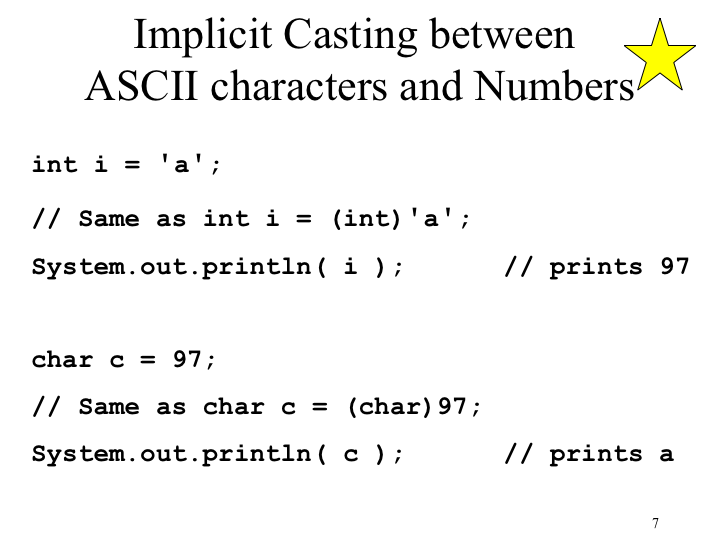 Implicit Casting between
ASCII characters and Numbers
int i = 'a';
// Same as int i = (int)'a';
System.out.println( i ); // prints 97
char c = 97;
// Same as char c = (char)97;
System.out.println( c ); // prints a
7